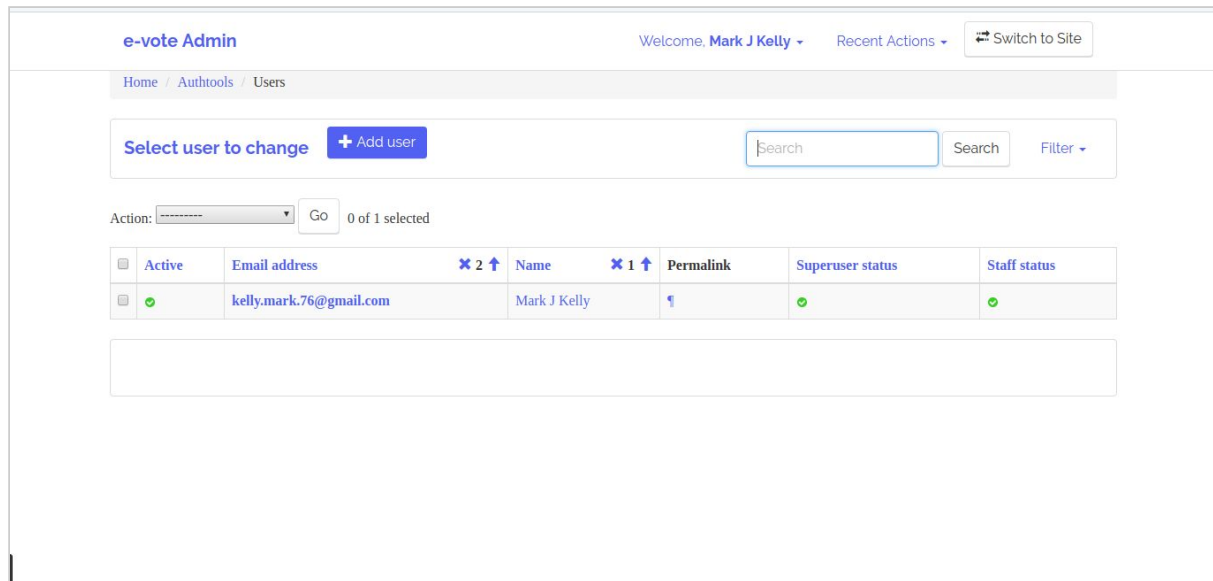 e-vote Admin Welcome, Mark J Kelly Recent Actions Switch to Site
Home / Authtools / Users
Select user to change + Add user Search Search Filter
Action: --------- Go 0 of 1 selected
Active Email address 2 Name 1 Permalink Superuser status Staff status
kelly.mark.76@gmail.com Mark J Kelly ¶